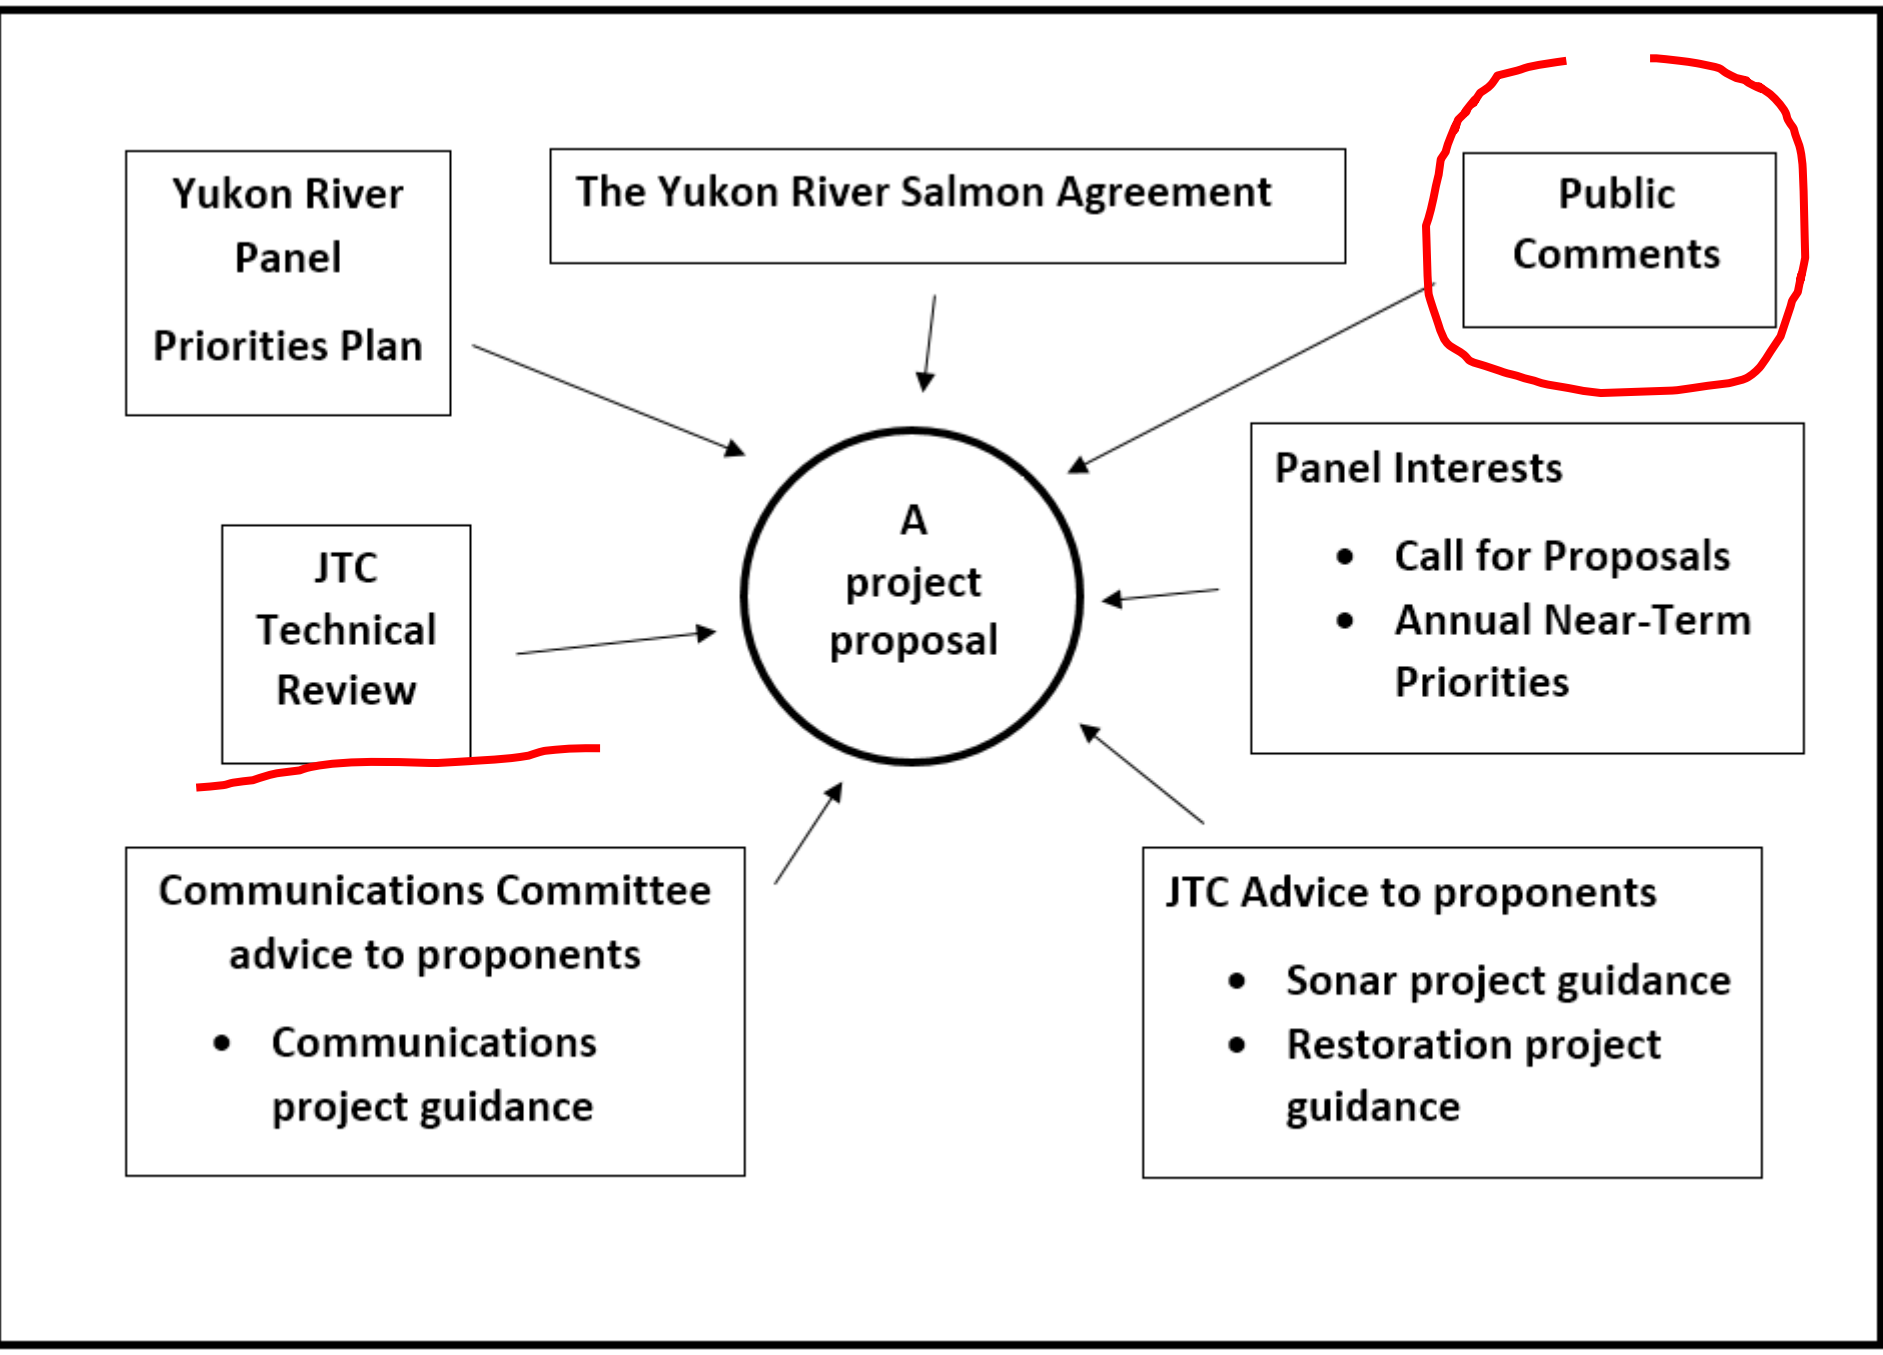 Yukon River
Panel
Priorities Plan
The Yukon River Salmon Agreement
Public
Comments
A
project
proposal
Panel Interests
• Call for Proposals
• Annual Near-Term
Priorities
JTC
Technical
Review
Communications Committee
advice to proponents
• Communications
project guidance
JTC Advice to proponents
• Sonar project guidance
• Restoration project
guidance